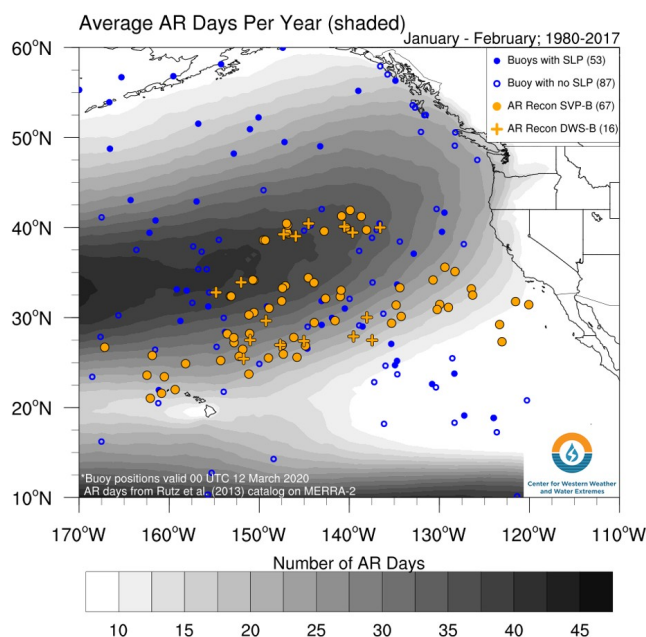 Average AR Days Per Year (shaded)
January - February; 1980-2017
Buoys with SLP (53)
Buoy with no SLP (87)
AR Recon SVP-B (67)
AR Recon DWS-B (16)
60°N
50°N
40°N
30°N
20°N
10°N
*Buoy positions valid 00 UTC 12 March 2020
AR days from Rutz et al. (2013) catalog on MERRA-2
Center for Western Weather
and Water Extremes
170°W 160°W 150°W 140°W 130°W 120°W 110°W
Number of AR Days
10 15 20 25 30 35 40 45